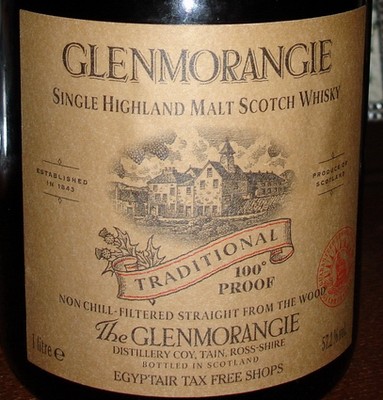 GLENMORANGIE
SINGLE HIGHLAND MALT SCOTCH WHISKY
ESTABLISHED
IN 1843
PRODUCE OF
SCOTLAND
TRADITIONAL
100° PROOF
NON CHILL-FILTERED STRAIGHT FROM THE WOOD
The GLENMORANGIE
DISTILLERY COY, TAIN, ROSS-SHIRE
1 litre e
57.2% vol.
BOTTLED IN SCOTLAND
EGYPTAIR TAX FREE SHOPS